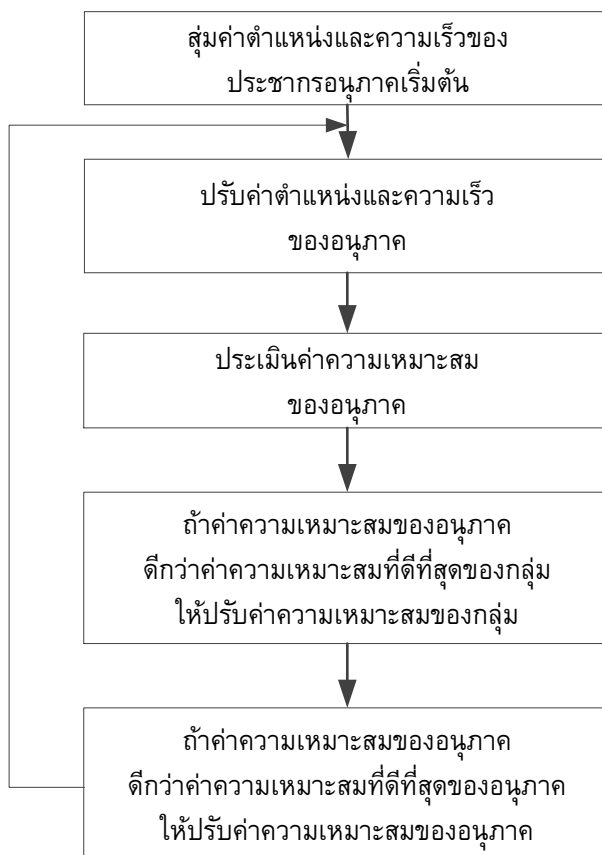 สุ่มค่าตำแหน่งและความเร็วของ
ประชากรอนุภาคเริ่มต้น
ปรับค่าตำแหน่งและความเร็ว
ของอนุภาค
ประเมินค่าความเหมาะสม
ของอนุภาค
ถ้าค่าความเหมาะสมของอนุภาค
ดีกว่าค่าความเหมาะสมที่ดีที่สุดของกลุ่ม
ให้ปรับค่าความเหมาะสมของกลุ่ม
ถ้าค่าความเหมาะสมของอนุภาค
ดีกว่าค่าความเหมาะสมที่ดีที่สุดของอนุภาค
ให้ปรับค่าความเหมาะสมของอนุภาค